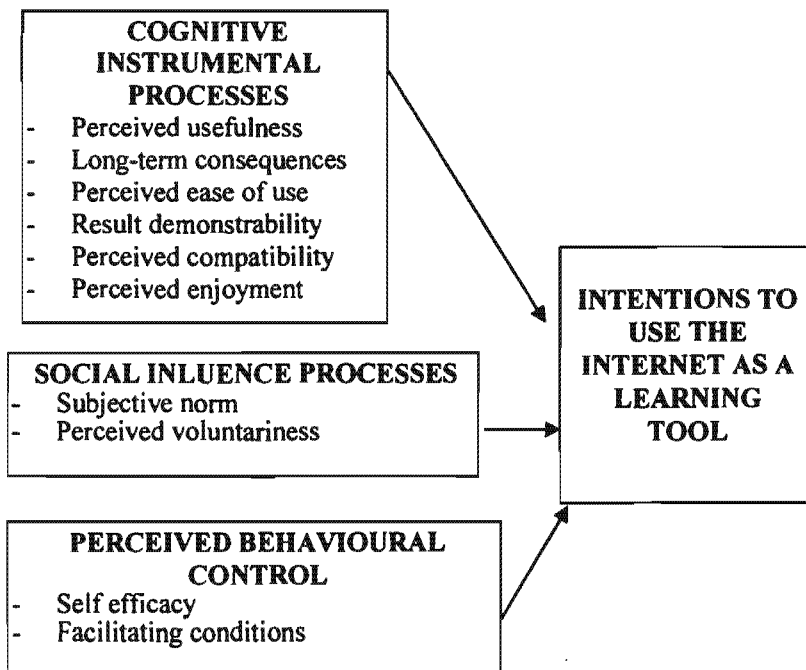 COGNITIVE
INSTRUMENTAL
PROCESSES
- Perceived usefulness
- Long-term consequences
- Perceived ease of use
- Result demonstrability
- Perceived compatibility
- Perceived enjoyment
SOCIAL INLUENCE PROCESSES
- Subjective norm
- Perceived voluntariness
PERCEIVED BEHAVIOURAL
CONTROL
- Self efficacy
- Facilitating conditions
INTENTIONS TO
USE THE
INTERNET AS A
LEARNING
TOOL